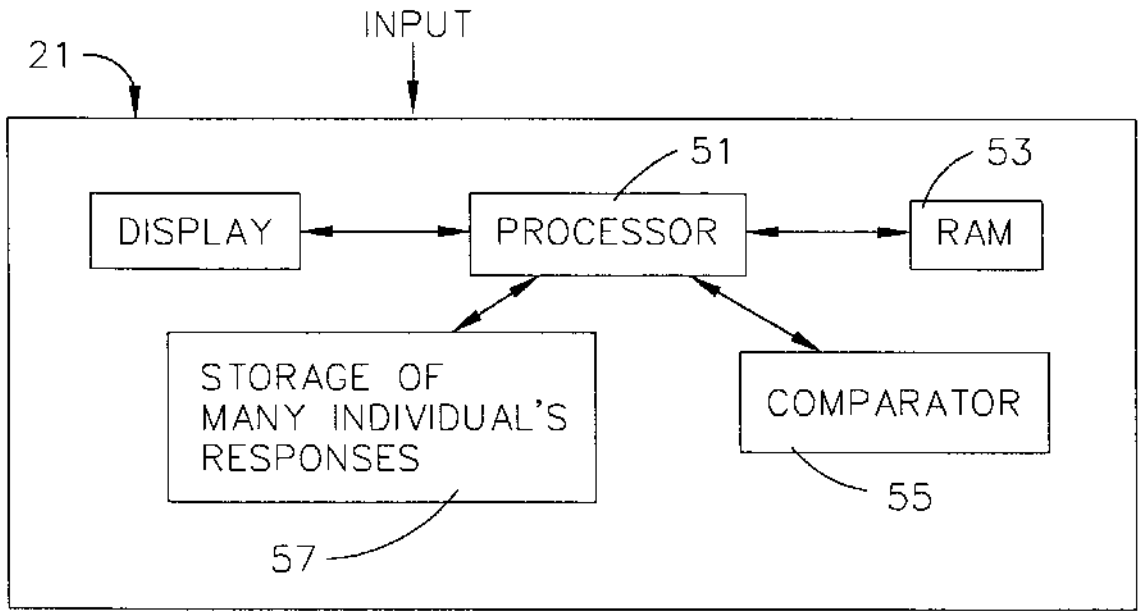 INPUT
21
51
53
DISPLAY
PROCESSOR
RAM
STORAGE OF
MANY INDIVIDUAL'S
RESPONSES
COMPARATOR
55
57